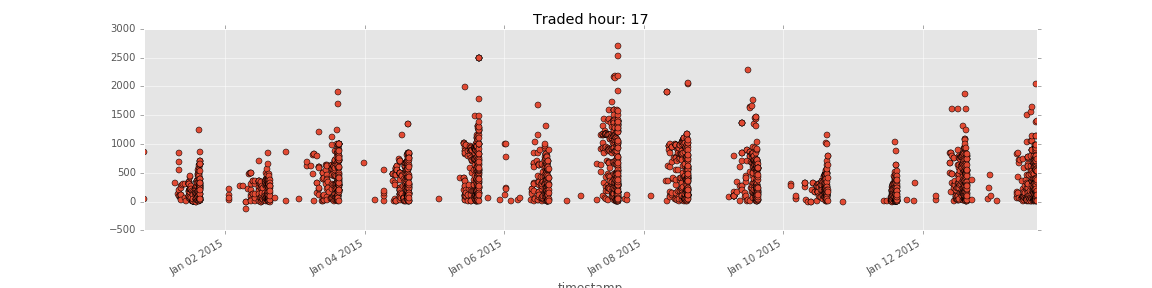 Traded hour: 17
3000
2500
2000
1500
1000
500
0
−500
Jan 02 2015
Jan 04 2015
Jan 06 2015
Jan 08 2015
Jan 10 2015
Jan 12 2015
timestamp